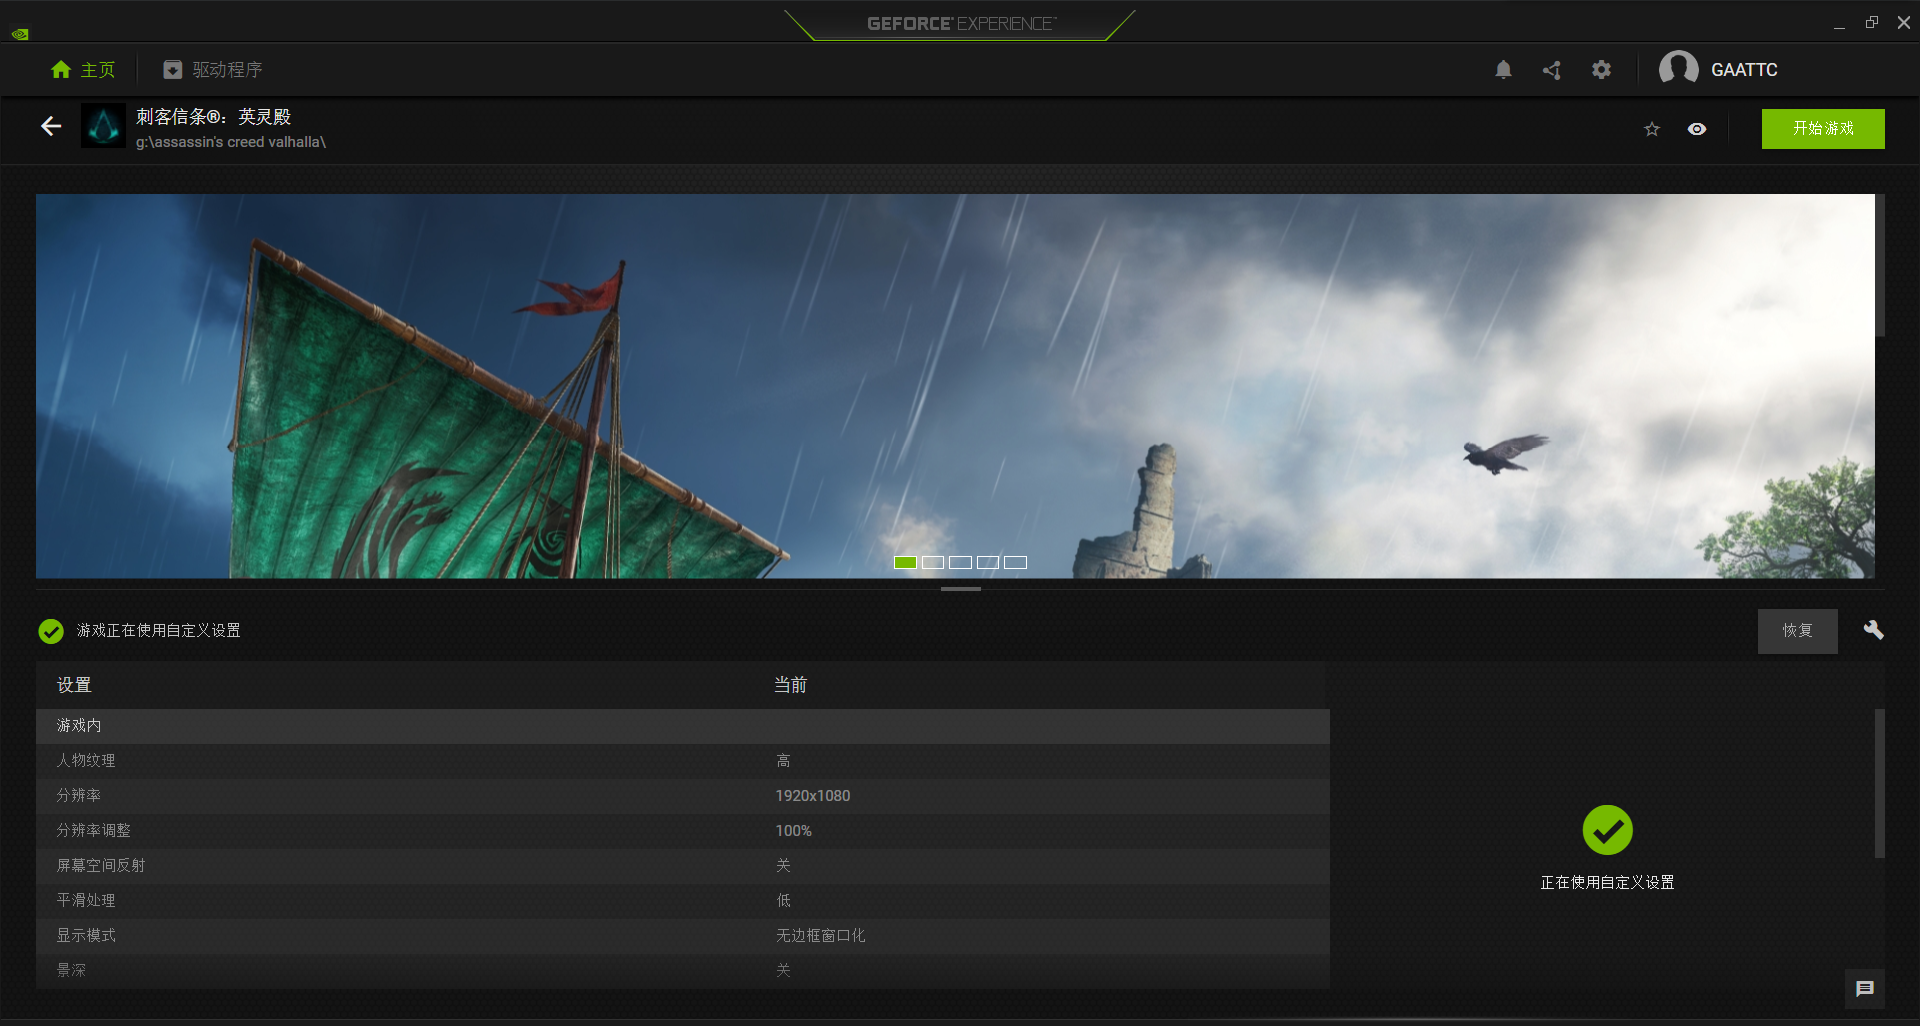 GEFORCE® EXPERIENCE™
主页
驱动程序
GAATTC
刺客信条®：英灵殿
g:\assassin's creed valhalla\
开始游戏
游戏正在使用自定义设置
恢复
设置 当前
游戏内
人物纹理 高
分辨率 1920x1080
分辨率调整 100%
屏幕空间反射 关
平滑处理 低
显示模式 无边框窗口化
景深 关
正在使用自定义设置